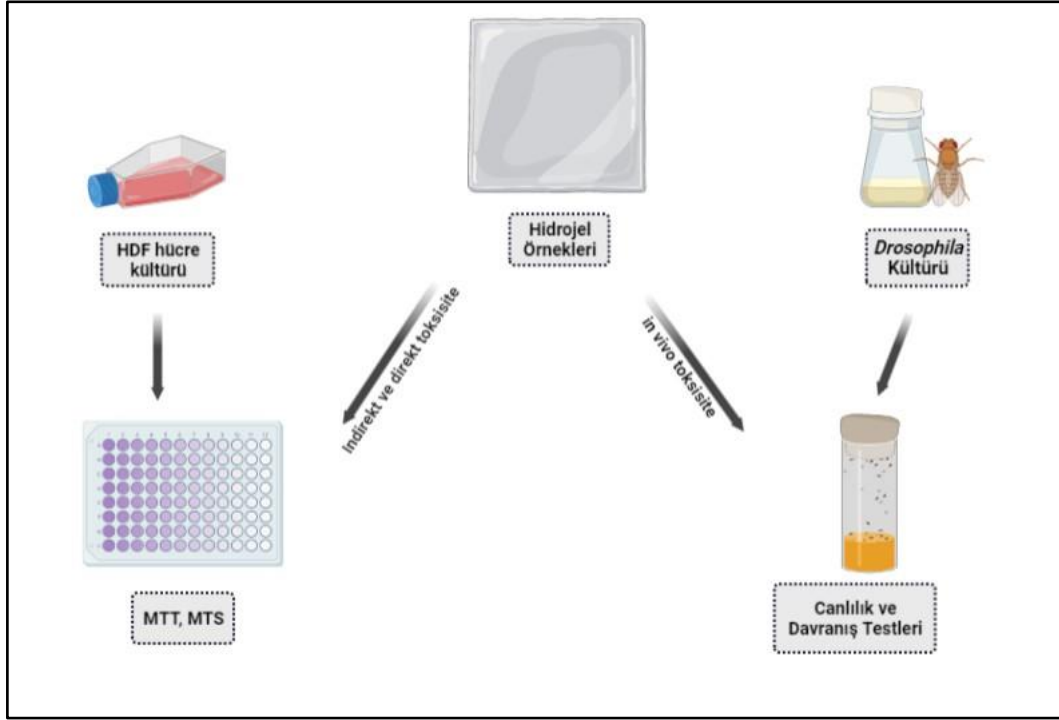 HDF hücre
kültürü
Hidrojel
Örnekleri
Drosophila
Kültürü
Indirekt ve direkt toksisite
in vivo toksisite
MTT, MTS
Canlılık ve
Davranış Testleri